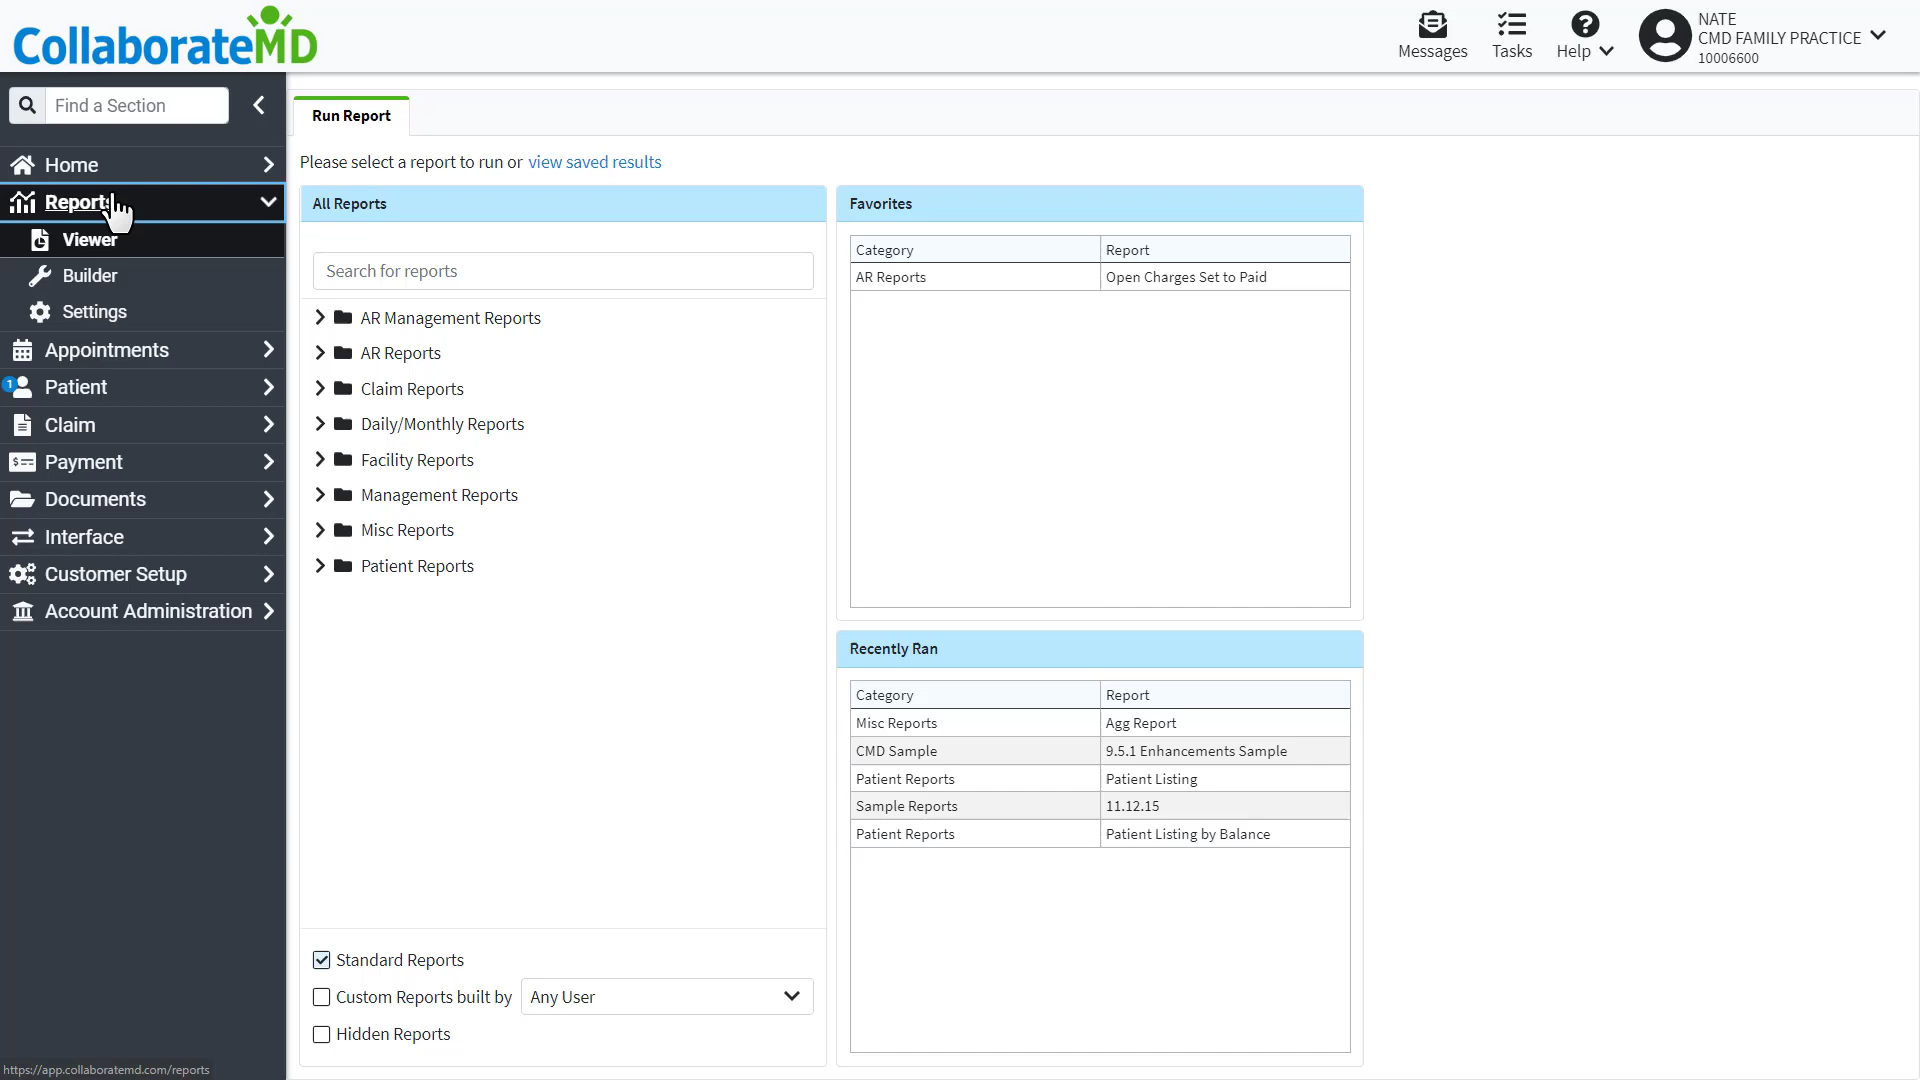 CollaborateMD
Messages
Tasks
Help
NATE
CMD FAMILY PRACTICE
10006600
Find a Section
Home
Reports
Viewer
Builder
Settings
Appointments
1
Patient
Claim
Payment
Documents
Interface
Customer Setup
Account Administration
https://app.collaboratemd.com/reports
Run Report
Please select a report to run or view saved results
All Reports
Search for reports
AR Management Reports
AR Reports
Claim Reports
Daily/Monthly Reports
Facility Reports
Management Reports
Misc Reports
Patient Reports
Standard Reports
Custom Reports built by Any User
Hidden Reports
Favorites
Category Report
AR Reports Open Charges Set to Paid
Recently Ran
Category Report
Misc Reports Agg Report
CMD Sample 9.5.1 Enhancements Sample
Patient Reports Patient Listing
Sample Reports 11.12.15
Patient Reports Patient Listing by Balance